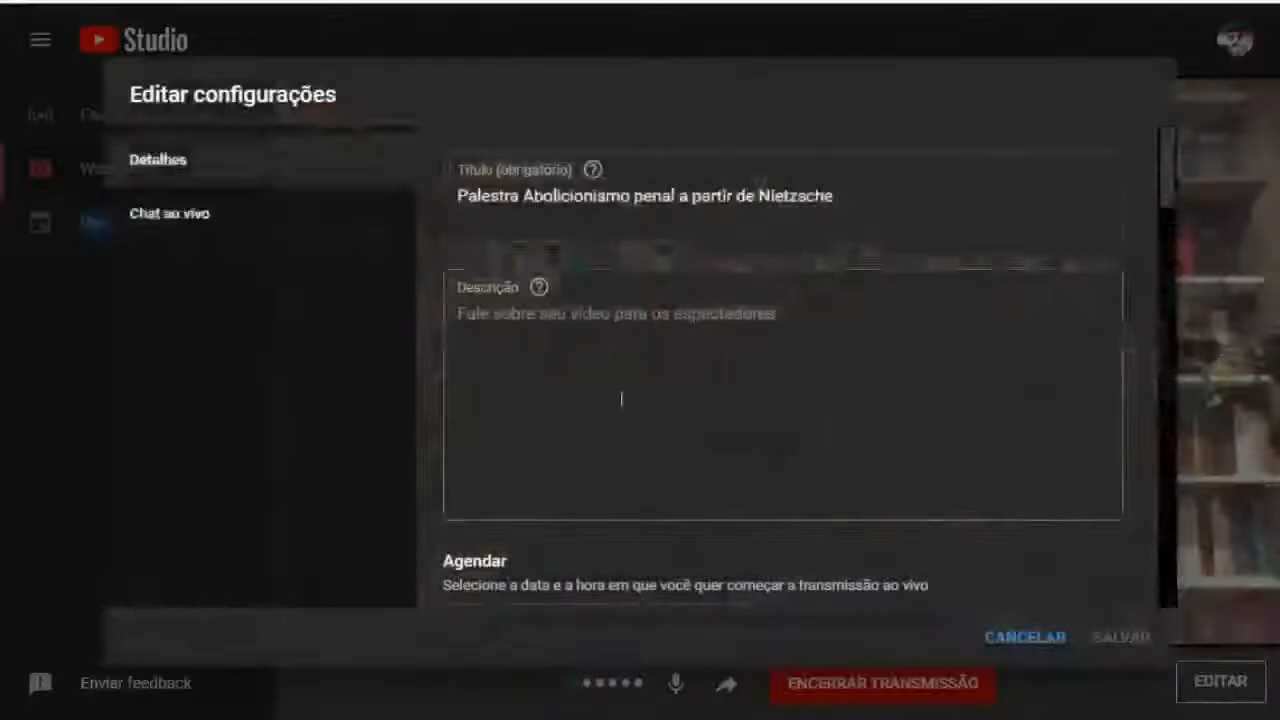 Studio
Editar configurações
Detalhes
Chat ao vivo
Título (obrigatório)
Palestra Abolicionismo penal a partir de Nietzsche
Descrição
Fale sobre seu vídeo para os espectadores
Agendar
Selecione a data e a hora em que você quer começar a transmissão ao vivo
CANCELAR
SALVAR
Enviar feedback
ENCERRAR TRANSMISSÃO
EDITAR